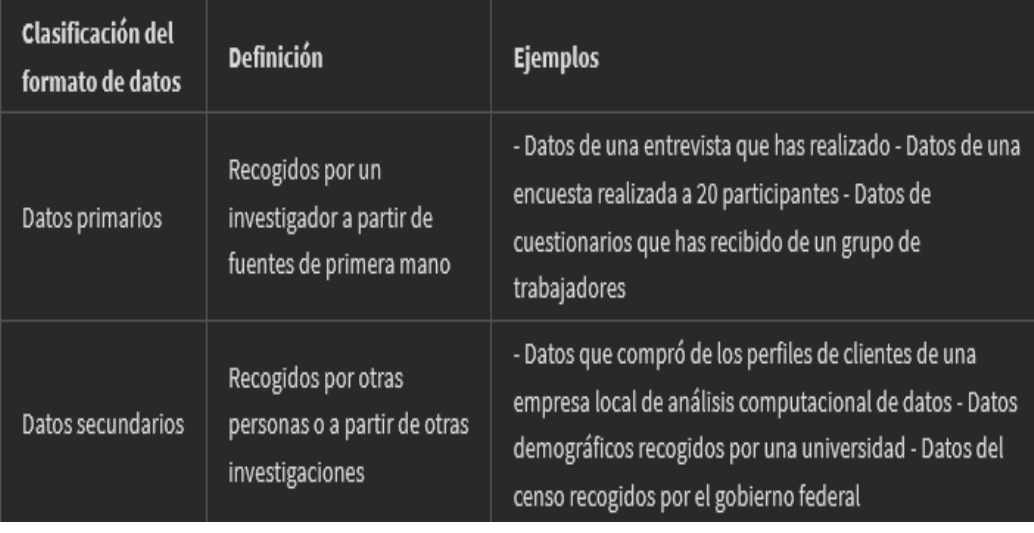 Clasificación del
formato de datos
Definición
Ejemplos
Datos primarios
Recogidos por un
investigador a partir de
fuentes de primera mano
- Datos de una entrevista que has realizado - Datos de una
encuesta realizada a 20 participantes - Datos de
cuestionarios que has recibido de un grupo de
trabajadores
Datos secundarios
Recogidos por otras
personas o a partir de otras
investigaciones
- Datos que compró de los perfiles de clientes de una
empresa local de análisis computacional de datos - Datos
demográficos recogidos por una universidad - Datos del
censo recogidos por el gobierno federal